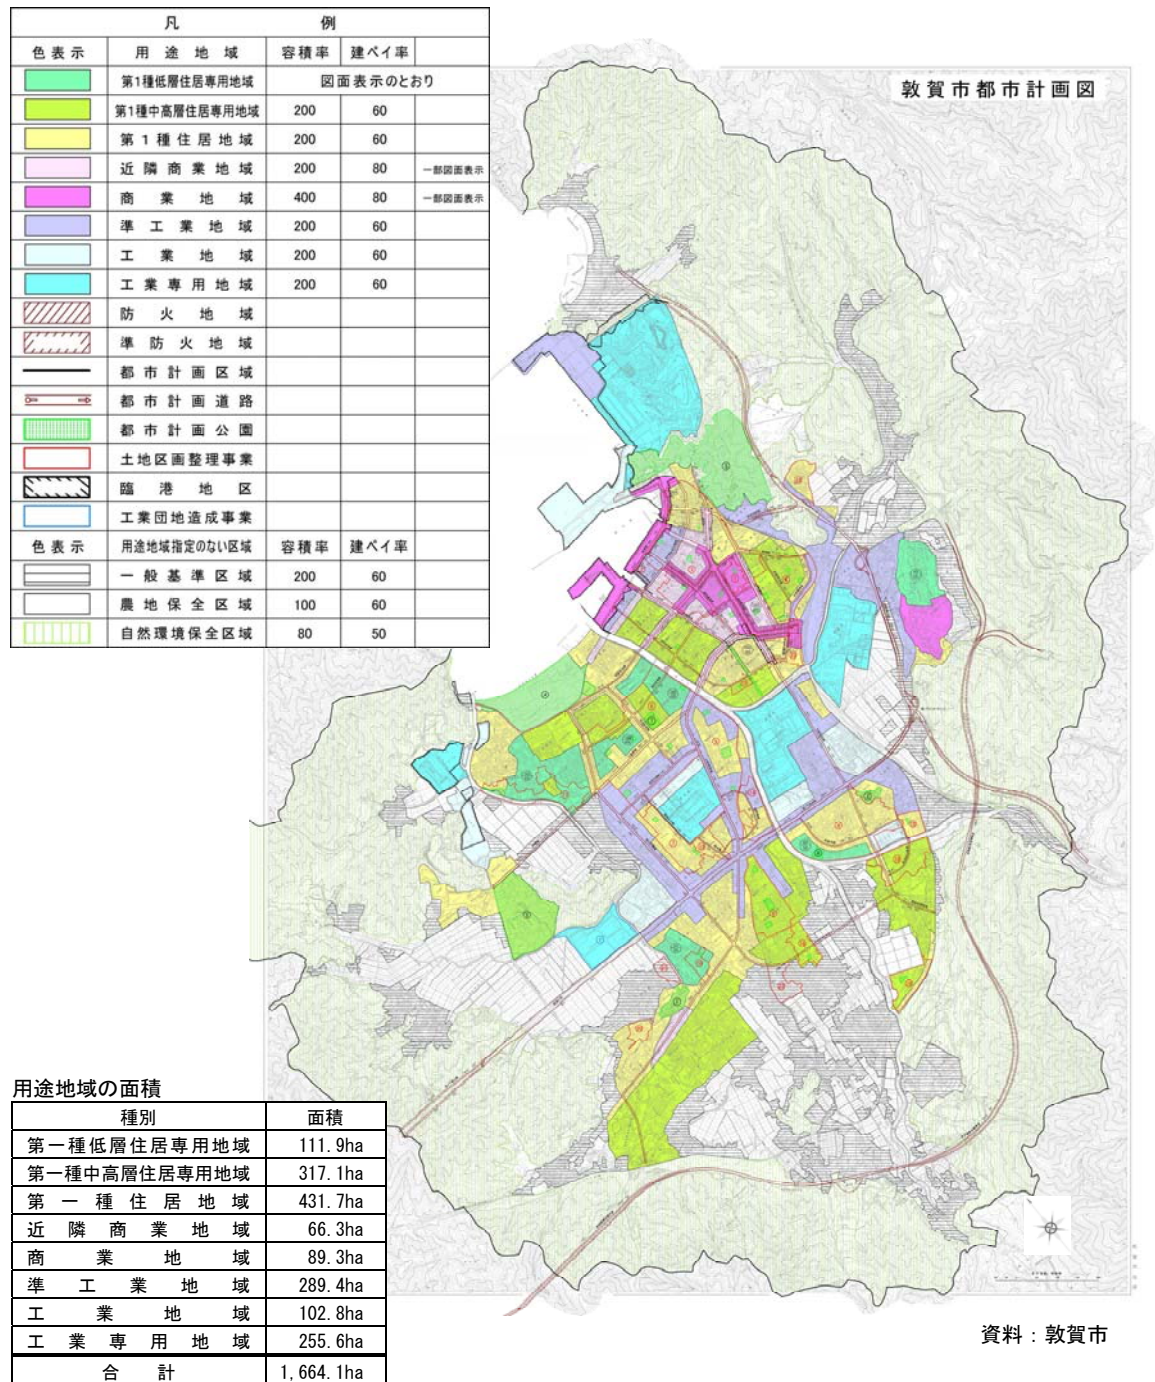 凡例
色表示 用途地域 容積率 建ペイ率
第1種低層住居専用地域 図面表示のとおり
第1種中高層住居専用地域 200 60
第1種住居地域 200 60
近隣商業地域 200 80 一部図面表示
商業地域 400 80 一部図面表示
準工業地域 200 60
工業地域 200 60
工業専用地域 200 60
防火地域
準防火地域
都市計画区域
都市計画道路
都市計画公園
土地区画整理事業
臨港地区
工業団地造成事業
色表示 用途地域指定のない区域 容積率 建ペイ率
一般基準区域 200 60
農地保全区域 100 60
自然環境保全区域 80 50
敦賀市都市計画図
用途地域の面積
種別 面積
第一種低層住居専用地域 111.9ha
第一種中高層住居専用地域 317.1ha
第一種住居地域 431.7ha
近隣商業地域 66.3ha
商業地域 89.3ha
準工業地域 289.4ha
工業地域 102.8ha
工業専用地域 255.6ha
合計 1,664.1ha
資料：敦賀市